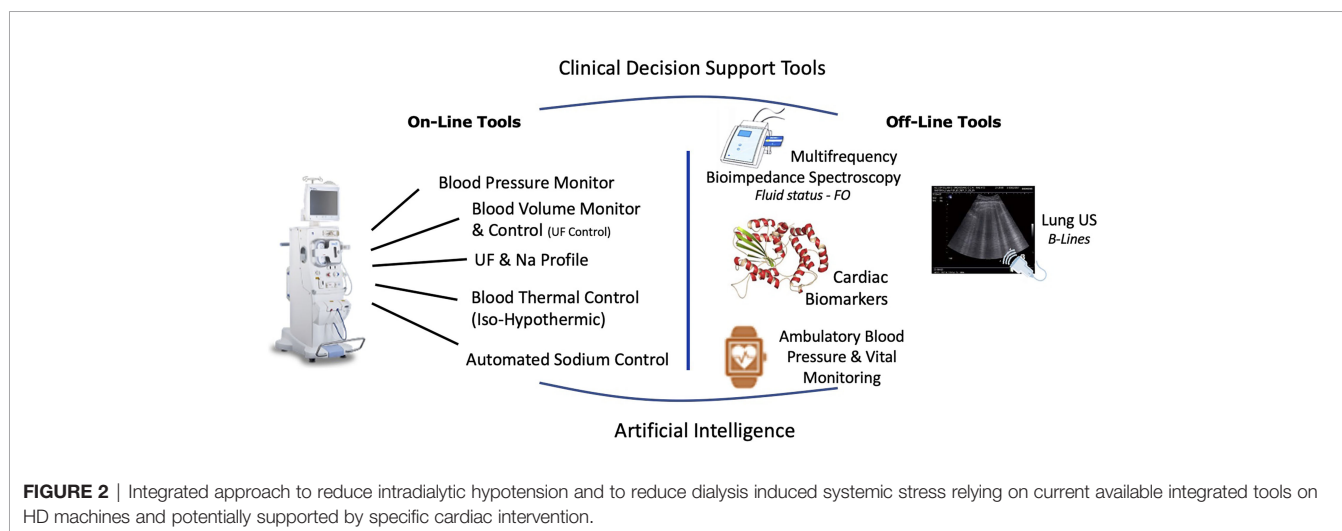 Clinical Decision Support Tools
On-Line Tools
Blood Pressure Monitor
Blood Volume Monitor
& Control (UF Control)
UF & Na Profile
Blood Thermal Control
(Iso-Hypothermic)
Automated Sodium Control
Off-Line Tools
Multifrequency
Bioimpedance Spectroscopy
Fluid status - FO
Cardiac
Biomarkers
Ambulatory Blood
Pressure & Vital
Monitoring
Lung US
B-Lines
Artificial Intelligence
FIGURE 2 | Integrated approach to reduce intradialytic hypotension and to reduce dialysis induced systemic stress relying on current available integrated tools on
HD machines and potentially supported by specific cardiac intervention.